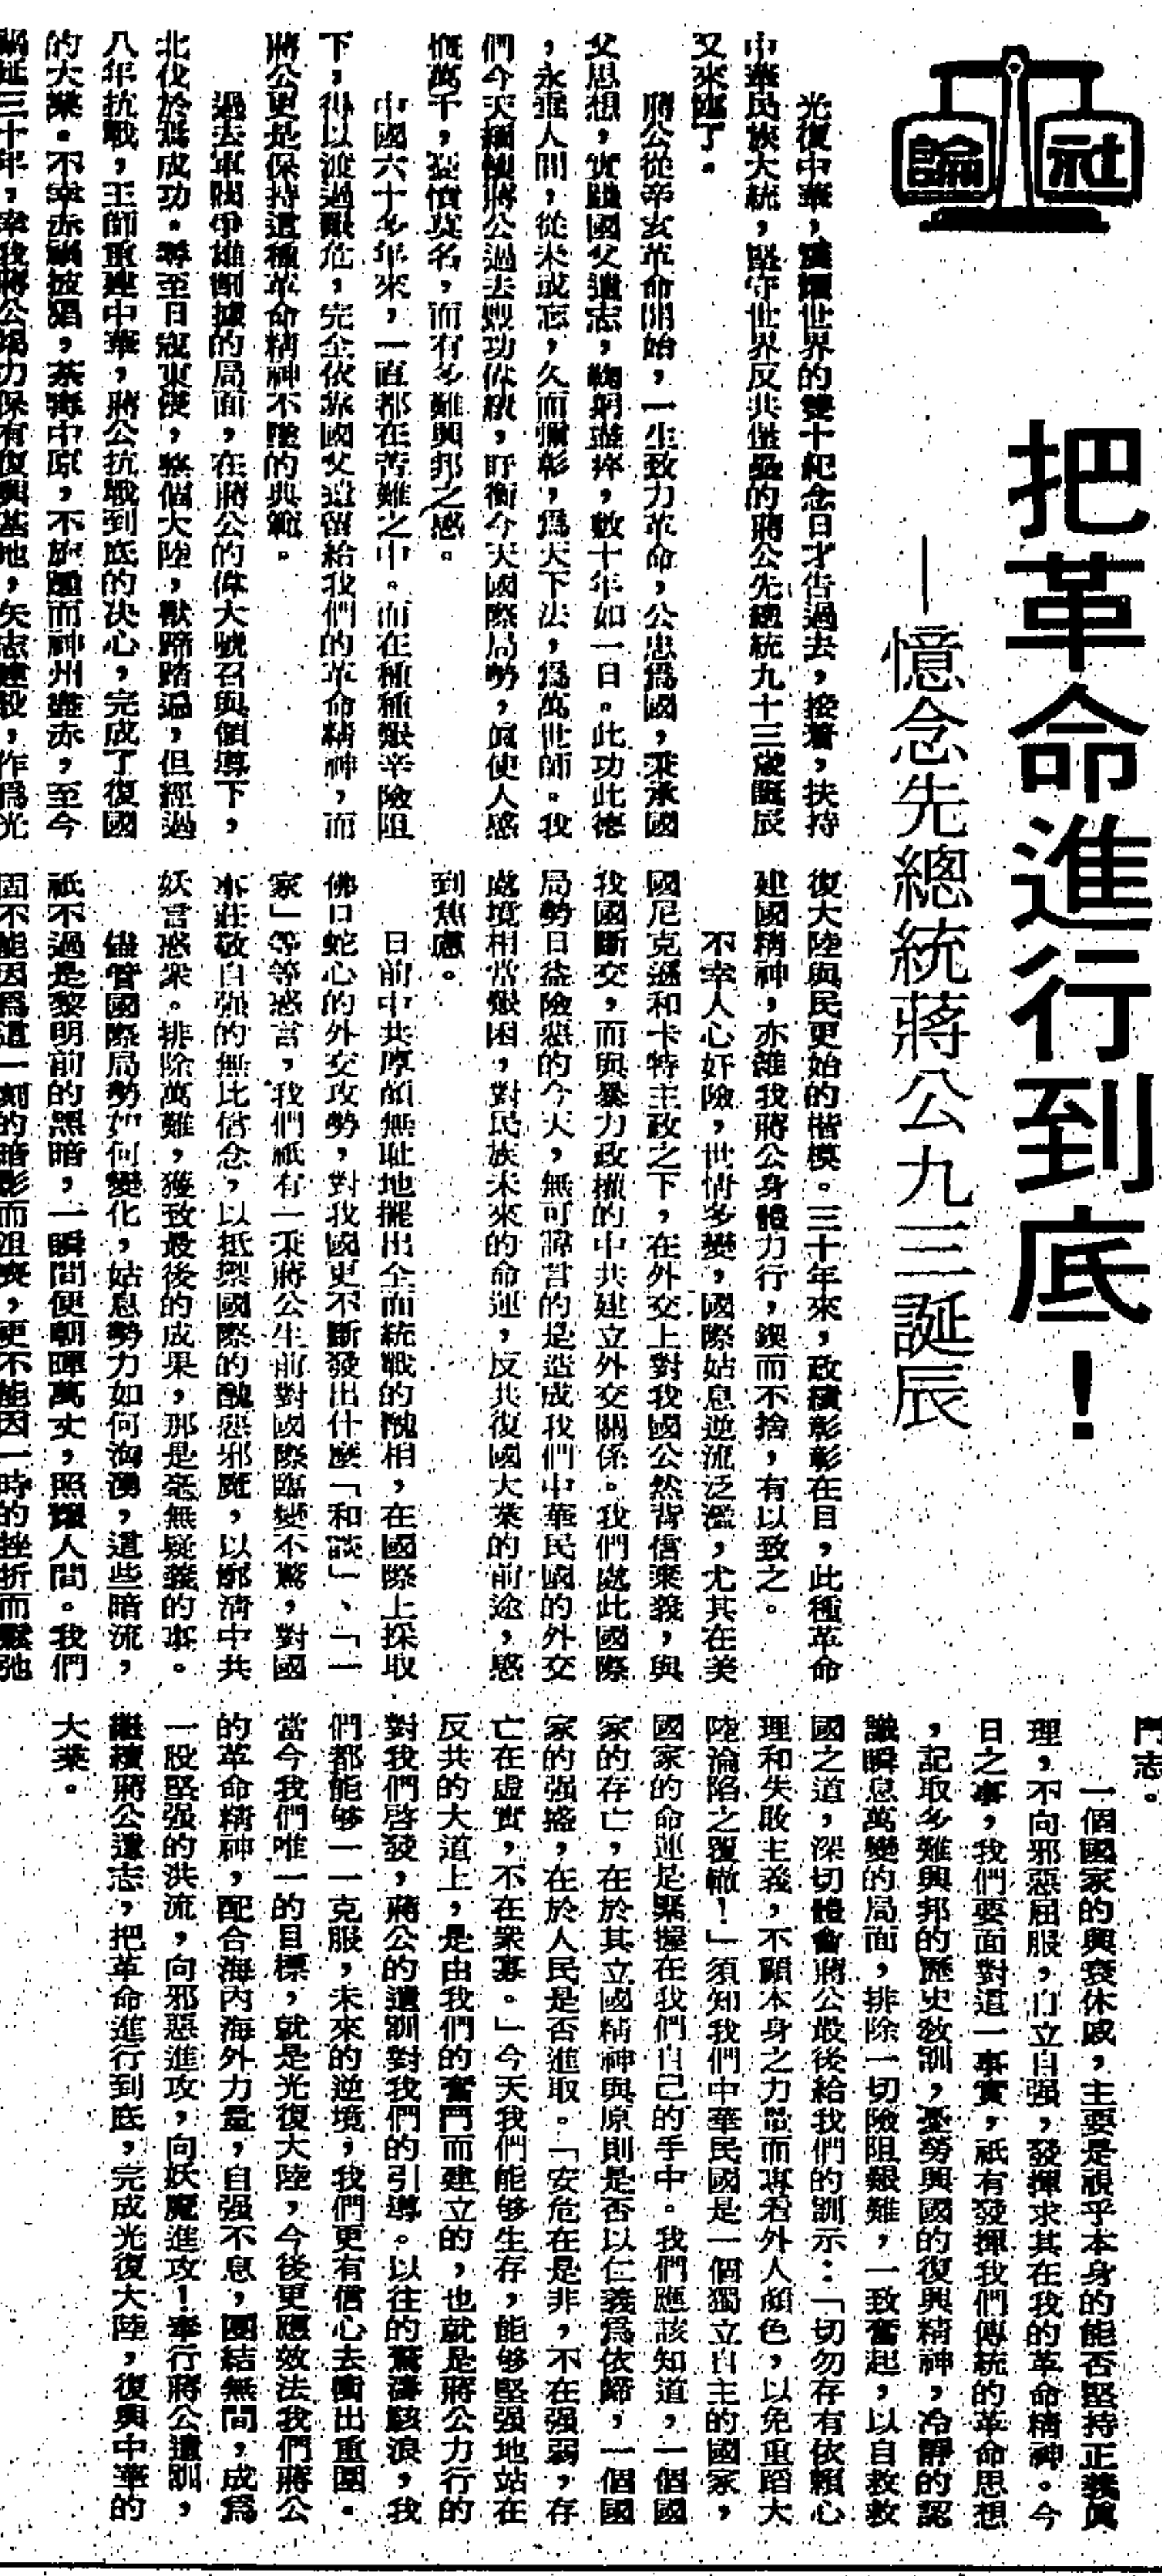 社論
把革命進行到底！
—憶念先總統蔣公九三誕辰
光復中華，震爍世界的雙十紀念日才告過去，接着，扶持
中華民族大統，堅守世界反共堡壘的蔣公先總統九十三歲誕辰
又來臨了。
蔣公從辛亥革命開始，一生致力革命，公忠為國，秉承國
父思想，實踐國父遺志，鞠躬盡瘁，數十年如一日。此功此德
，永垂人間，從未或忘，久而彌彰，為天下法，為萬世師。我
們今天緬懷蔣公過去豐功偉績，盱衡今天國際局勢，眞使人感
慨萬千，憂憤莫名，而有多難興邦之感。
中國六十多年來，一直都在苦難之中。而在種種艱辛險阻
下，得以渡過艱危，完全依靠國父遺留給我們的革命精神，而
蔣公更是保持這種革命精神不墜的典範。
過去軍閥爭雄割據的局面，在蔣公的偉大號召與領導下，
北伐於焉成功。尋至日寇東侵，整個大陸，獸蹄踏遍，但經過
八年抗戰，王師重建中華，蔣公抗戰到底的決心，完成了復國
的大業。不幸赤禍披猖，荼毒中原，不旋踵而神州盡赤，至今
禍延三十年，幸我蔣公竭力保有復興基地，矢志建設，作為光
復大陸與民更始的楷模。三十年來，政績彰彰在目，此種革命
建國精神，亦維我蔣公身體力行，鍥而不捨，有以致之。
不幸人心奸險，世情多變，國際姑息逆流泛濫，尤其在美
國尼克遜和卡特主政之下，在外交上對我國公然背信棄義，與
我國斷交，而與暴力政權的中共建立外交關係。我們處此國際
局勢日益險惡的今天，無可諱言的是造成我們中華民國的外交
處境相當艱困，對民族未來的命運，反共復國大業的前途，感
到焦慮。
日前中共厚顏無耻地擺出全面統戰的醜相，在國際上採取
佛口蛇心的外交攻勢，對我國更不斷發出什麼「和談」、「一
家」等等惑言，我們祇有一秉蔣公生前對國際臨變不驚，對國
事莊敬自强的無比信念，以抵禦國際的醜惡邪魔，以廓清中共
妖言惑衆。排除萬難，獲致最後的成果，那是毫無疑義的事。
儘管國際局勢如何變化，姑息勢力如何洶湧，這些暗流，
祇不過是黎明前的黑暗，一瞬間便朝暉萬丈，照耀人間。我們
固不能因為這一刻的暗影而沮喪，更不能因一時的挫折而鬆弛
鬥志。
一個國家的興衰休戚，主要是視乎本身的能否堅持正義眞
理，不向邪惡屈服，自立自强，發揮求其在我的革命精神。今
日之事，我們要面對這一事實，祇有發揮我們傳統的革命思想
，記取多難興邦的歷史敎訓，憂勞興國的復興精神，冷靜的認
識瞬息萬變的局面，排除一切險阻艱難，一致奮起，以自救救
國之道，深切體會蔣公最後給我們的訓示：「切勿存有依賴心
理和失敗主義，不顧本身之力量而專看外人顏色，以免重蹈大
陸淪陷之覆轍！」須知我們中華民國是一個獨立自主的國家，
國家的命運是緊握在我們自己的手中。我們應該知道，一個國
家的存亡，在於其立國精神與原則是否以仁義為依歸，一個國
家的强盛，在於人民是否進取。「安危在是非，不在强弱，存
亡在虛實，不在衆寡。」今天我們能够生存，能够堅强地站在
反共的大道上，是由我們的奮鬥而建立的，也就是蔣公力行的
對我們啓發，蔣公的遺訓對我們的引導。以往的驚濤駭浪，我
們都能够一一克服，未來的逆境，我們更有信心去衝出重圍。
當今我們唯一的目標，就是光復大陸，今後更應效法我們蔣公
的革命精神，配合海內海外力量，自强不息，團結無間，成為
一股堅强的洪流，向邪惡進攻，向妖魔進攻！奉行蔣公遺訓，
繼續蔣公遺志，把革命進行到底，完成光復大陸，復興中華的
大業。